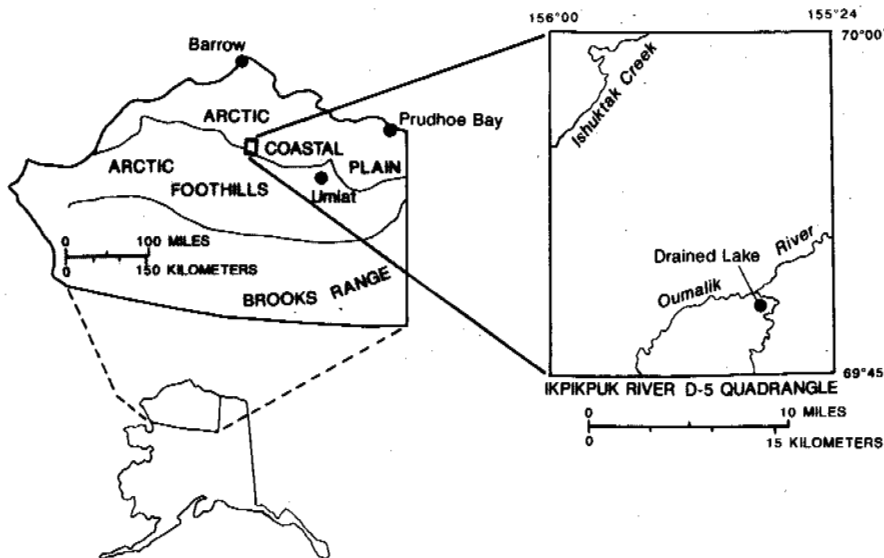 Barrow
ARCTIC
Prudhoe Bay
COASTAL
PLAIN
ARCTIC
FOOTHILLS
Umiat
0 100 MILES
0 150 KILOMETERS
BROOKS RANGE
156°00 155°24
70°00
Ishuktak Creek
Drained Lake
River
Oumalik
69°45
IKPIKPUK RIVER D-5 QUADRANGLE
0 10 MILES
0 15 KILOMETERS